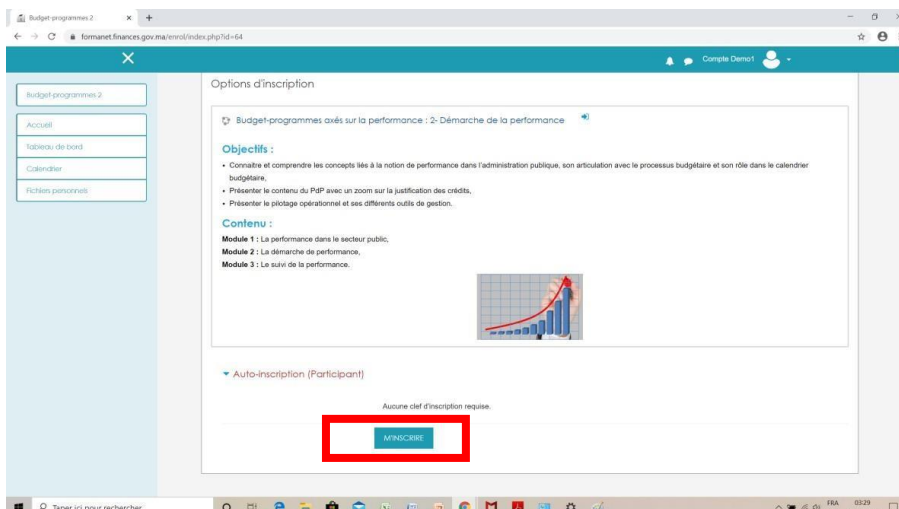 Budget-programmes 2
formanet.finances.gov.ma/enrol/index.php?id=64
Compte Demo1
Budget-programmes 2
Accueil
Tableau de bord
Calendrier
Fichiers personnels
Options d'inscription
Budget-programmes axés sur la performance : 2- Démarche de la performance
Objectifs :
• Connaitre et comprendre les concepts liés à la notion de performance dans l'administration publique, son articulation avec le processus budgétaire et son rôle dans le calendrier
budgétaire,
• Présenter le contenu du PdP avec un zoom sur la justification des crédits,
• Présenter le pilotage opérationnel et ses différents outils de gestion.
Contenu :
Module 1 : La performance dans le secteur public,
Module 2 : La démarche de performance,
Module 3 : Le suivi de la performance.
Auto-inscription (Participant)
Aucune clef d'inscription requise.
M'INSCRIRE
Taper ici pour rechercher
FRA
03:29